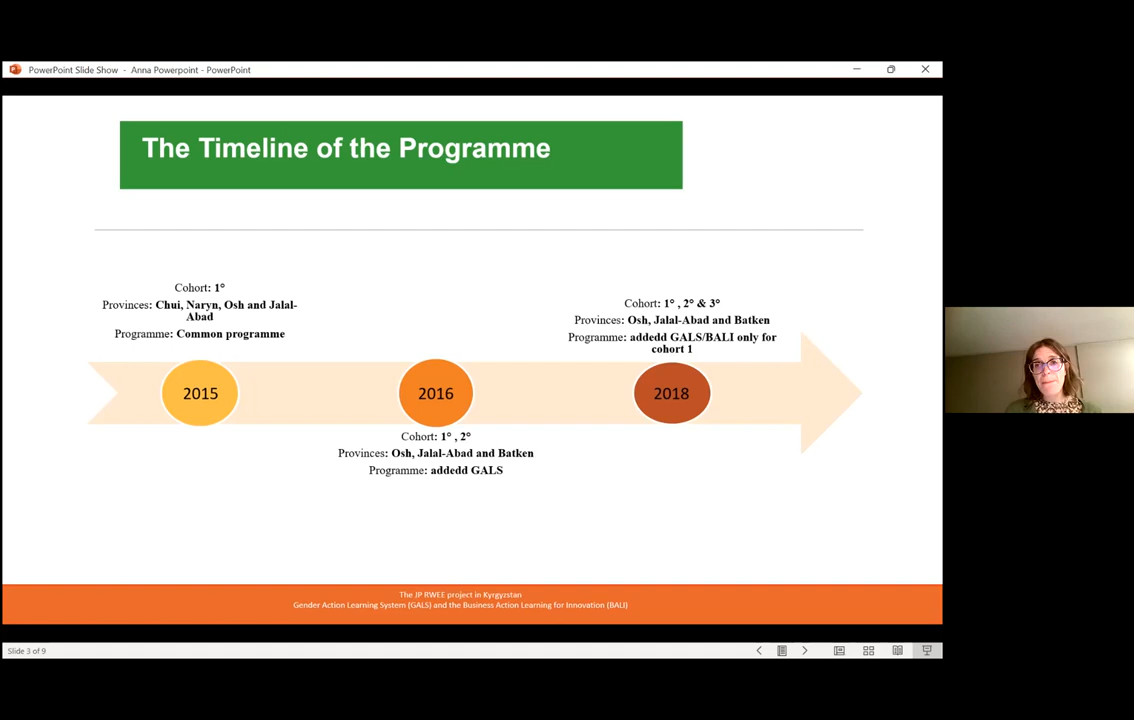 PowerPoint Slide Show - Anna Powerpoint - PowerPoint
The Timeline of the Programme
Cohort: 1°
Provinces: Chui, Naryn, Osh and Jalal-
Abad
Programme: Common programme
Cohort: 1° , 2° & 3°
Provinces: Osh, Jalal-Abad and Batken
Programme: addedd GALS/BALI only for
cohort 1
2015
2016
2018
Cohort: 1° , 2°
Provinces: Osh, Jalal-Abad and Batken
Programme: addedd GALS
The JP RWEE project in Kyrgyzstan
Gender Action Learning System (GALS) and the Business Action Learning for Innovation (BALI)
Slide 3 of 9